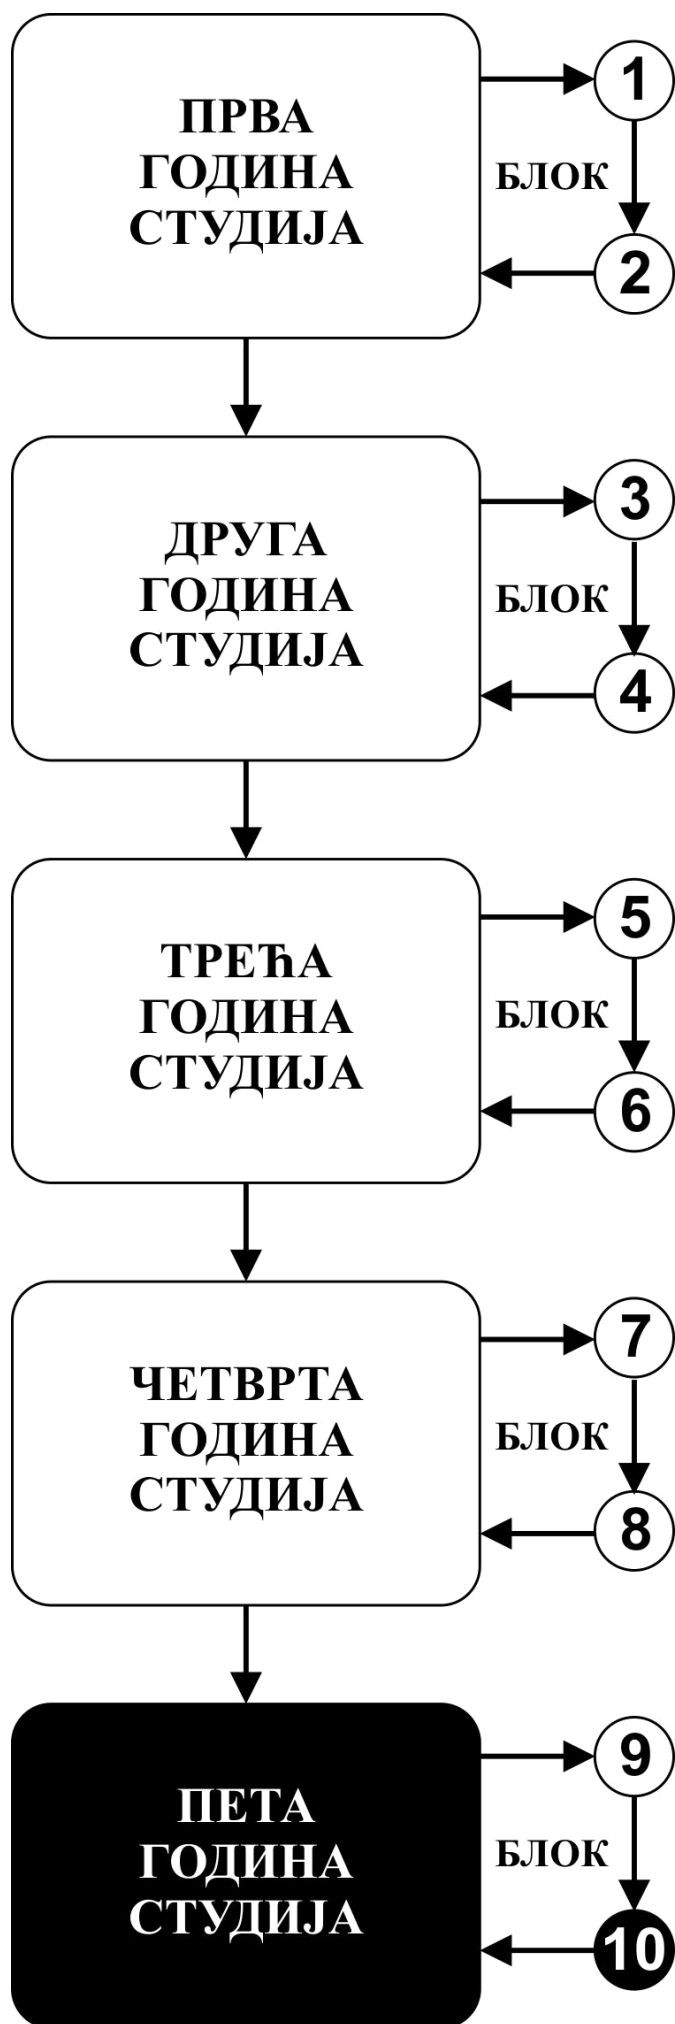 ПРВА
ГОДИНА
СТУДИЈА
1
БЛОК
2
ДРУГА
ГОДИНА
СТУДИЈА
3
БЛОК
4
ТРЕЋА
ГОДИНА
СТУДИЈА
5
БЛОК
6
ЧЕТВРТА
ГОДИНА
СТУДИЈА
7
БЛОК
8
ПЕТА
ГОДИНА
СТУДИЈА
9
БЛОК
10